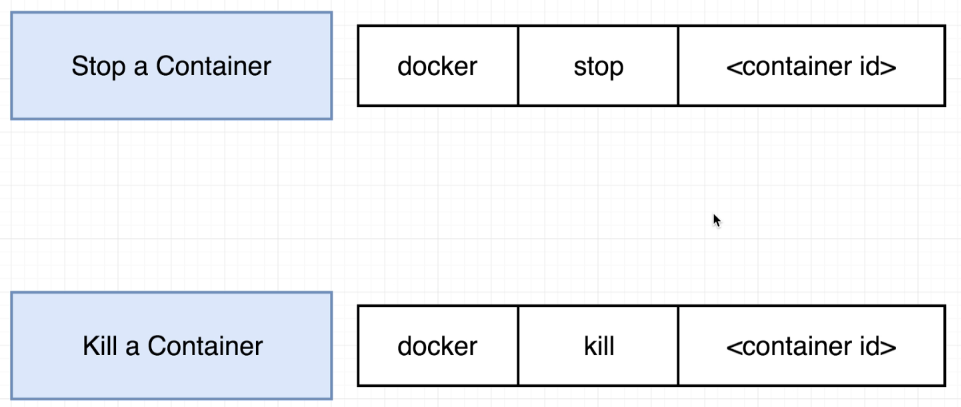 Stop a Container
docker stop <container id>
Kill a Container
docker kill <container id>